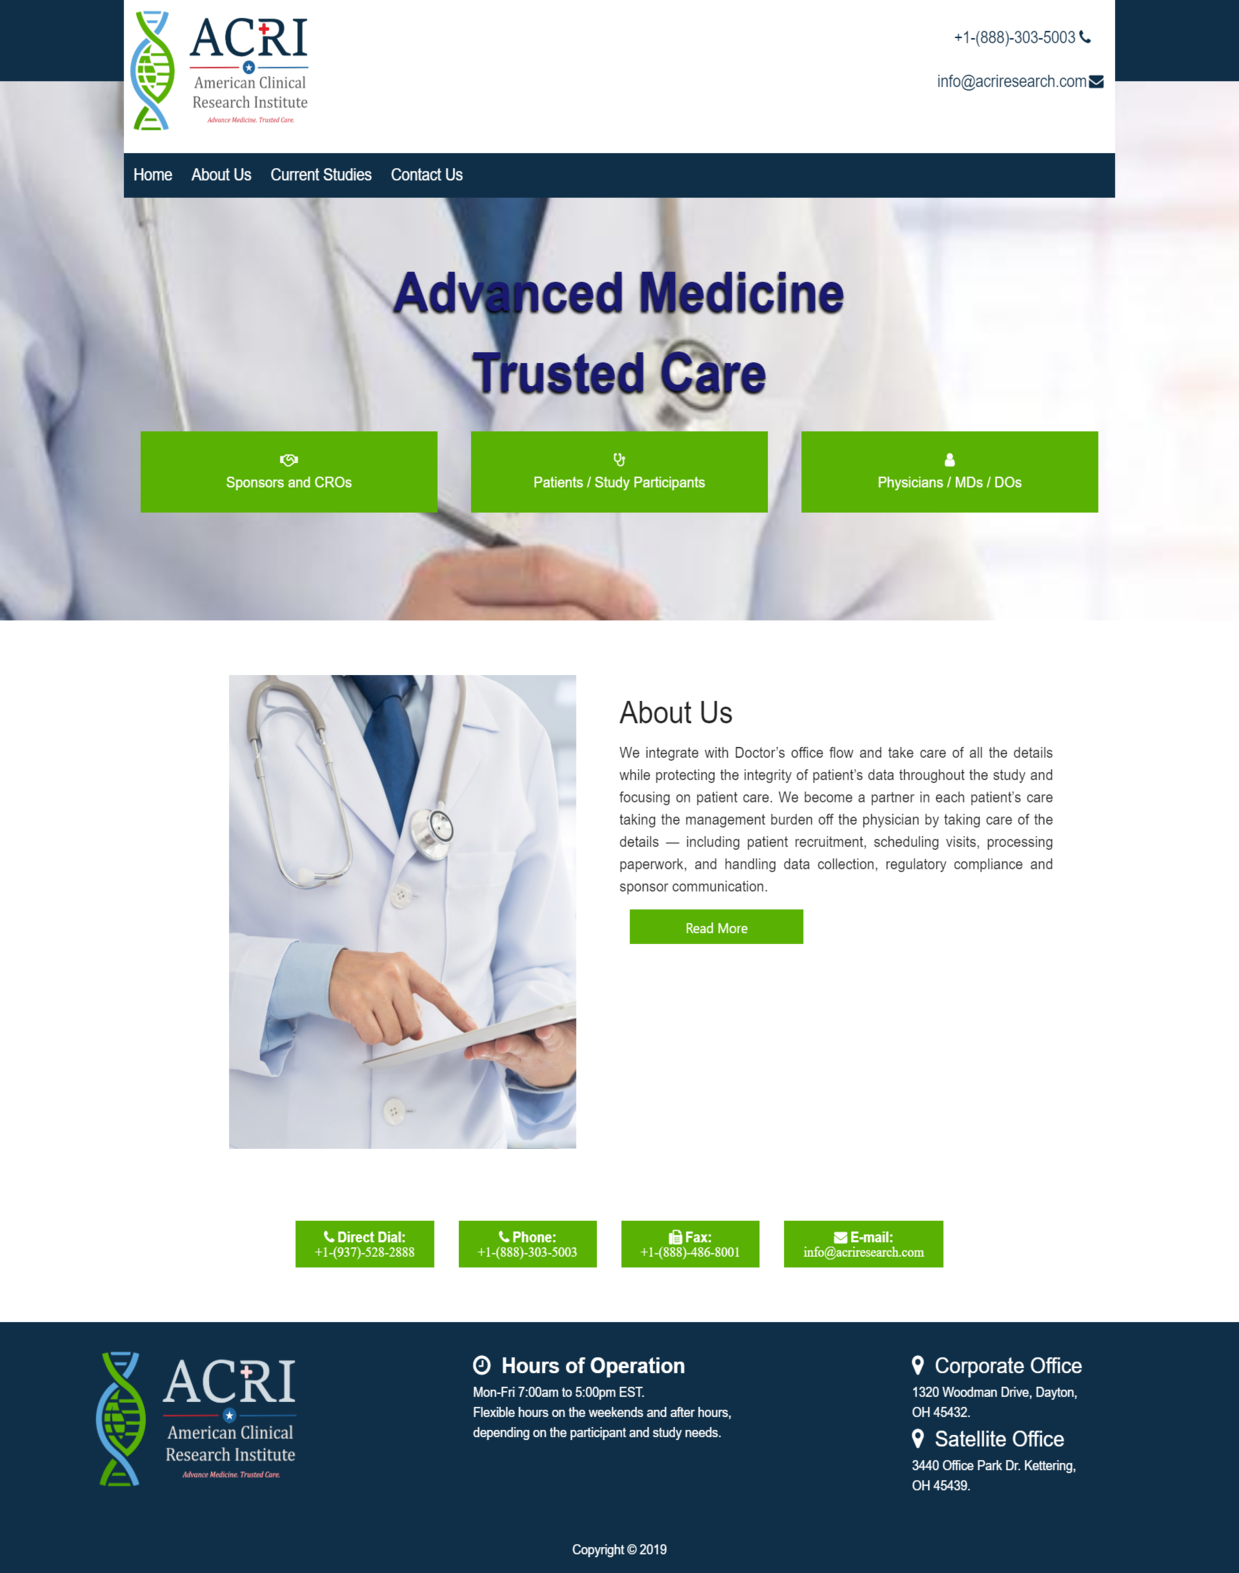 ACRI
American Clinical
Research Institute
Advance Medicine. Trusted Care.
+1-(888)-303-5003
info@acriresearch.com
Home About Us Current Studies Contact Us
Advanced Medicine
Trusted Care
Sponsors and CROs
Patients / Study Participants
Physicians / MDs / DOs
About Us
We integrate with Doctor’s office flow and take care of all the details
while protecting the integrity of patient’s data throughout the study and
focusing on patient care. We become a partner in each patient’s care
taking the management burden off the physician by taking care of the
details — including patient recruitment, scheduling visits, processing
paperwork, and handling data collection, regulatory compliance and
sponsor communication.
Read More
Direct Dial:
+1-(937)-528-2888
Phone:
+1-(888)-303-5003
Fax:
+1-(888)-486-8001
E-mail:
info@acriresearch.com
ACRI
American Clinical
Research Institute
Advance Medicine. Trusted Care.
Hours of Operation
Mon-Fri 7:00am to 5:00pm EST.
Flexible hours on the weekends and after hours,
depending on the participant and study needs.
Corporate Office
1320 Woodman Drive, Dayton,
OH 45432.
Satellite Office
3440 Office Park Dr. Kettering,
OH 45439.
Copyright © 2019